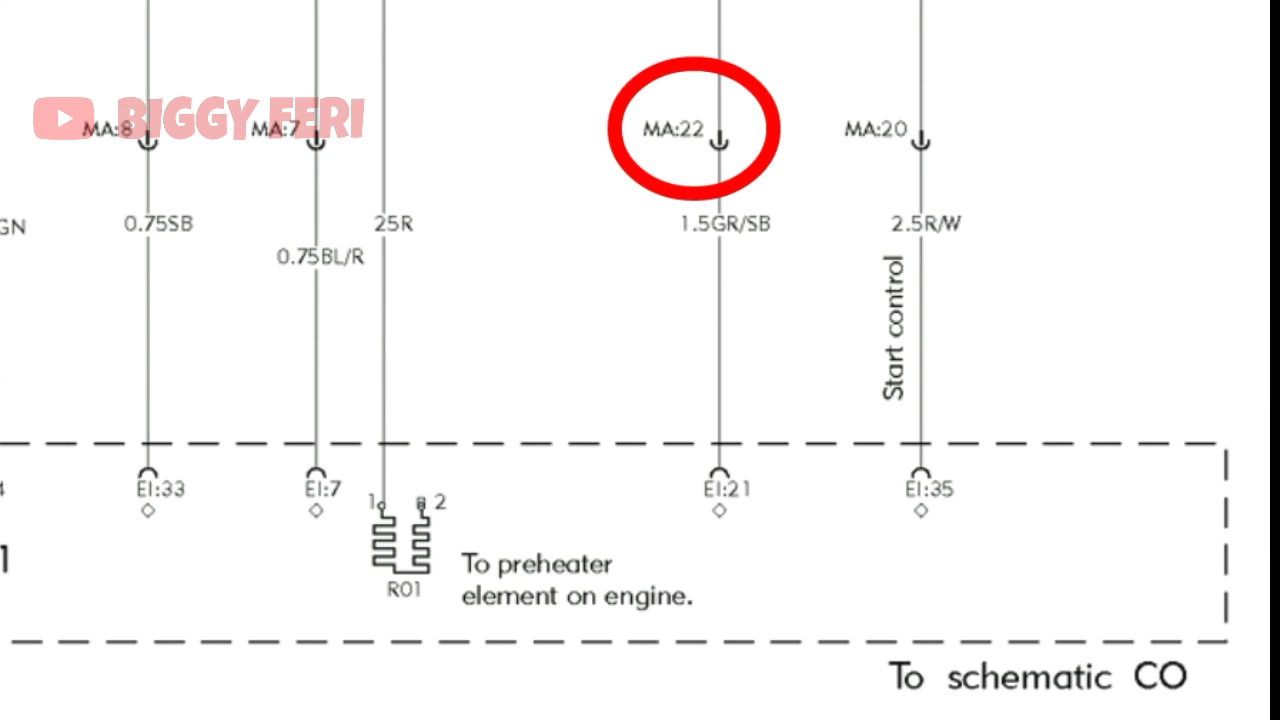 BIGGY FERI
MA:8
MA:7
MA:22
MA:20
GN
0.75SB
25R
1.5GR/SB
2.5R/W
0.75BL/R
Start control
4
EI:33
EI:7
EI:21
EI:35
1
2
1
To preheater
element on engine.
R01
To schematic CO